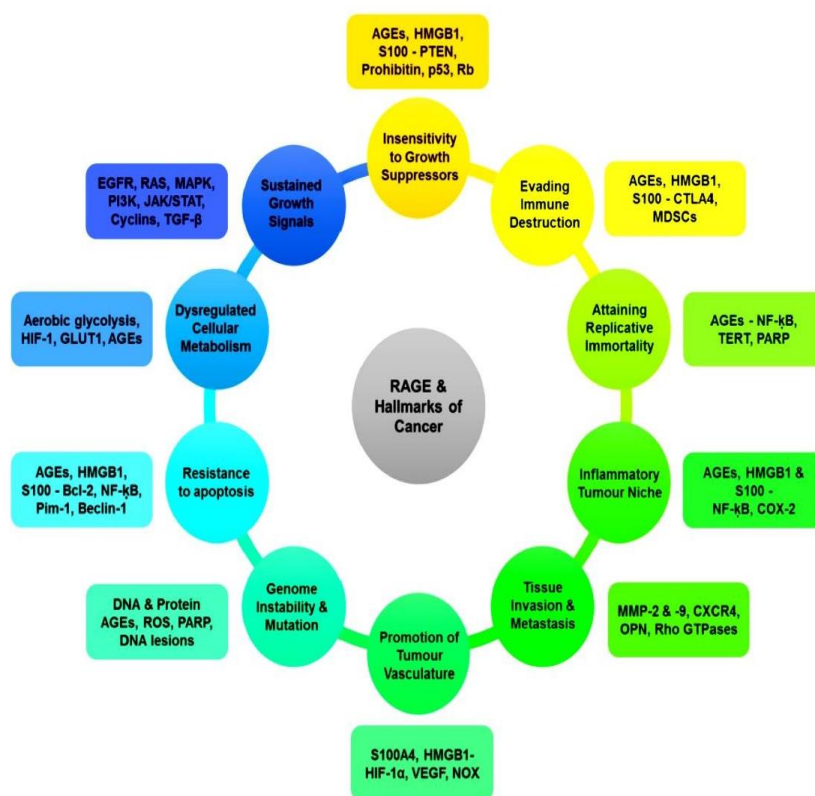 AGEs, HMGB1,
S100 - PTEN,
Prohibitin, p53, Rb
Insensitivity
to Growth
Suppressors
Evading
Immune
Destruction
AGEs, HMGB1,
S100 - CTLA4,
MDSCs
Attaining
Replicative
Immortality
AGEs - NF-ķB,
TERT, PARP
Inflammatory
Tumour Niche
AGEs, HMGB1 &
S100 -
NF-ķB, COX-2
Tissue
Invasion &
Metastasis
MMP-2 & -9, CXCR4,
OPN, Rho GTPases
Promotion of
Tumour
Vasculature
S100A4, HMGB1-
HIF-1α, VEGF, NOX
Genome
Instability &
Mutation
DNA & Protein
AGEs, ROS, PARP,
DNA lesions
Resistance
to apoptosis
AGEs, HMGB1,
S100 - Bcl-2, NF-ķB,
Pim-1, Beclin-1
Dysregulated
Cellular
Metabolism
Aerobic glycolysis,
HIF-1, GLUT1, AGEs
Sustained
Growth
Signals
EGFR, RAS, MAPK,
PI3K, JAK/STAT,
Cyclins, TGF-β
RAGE &
Hallmarks of
Cancer